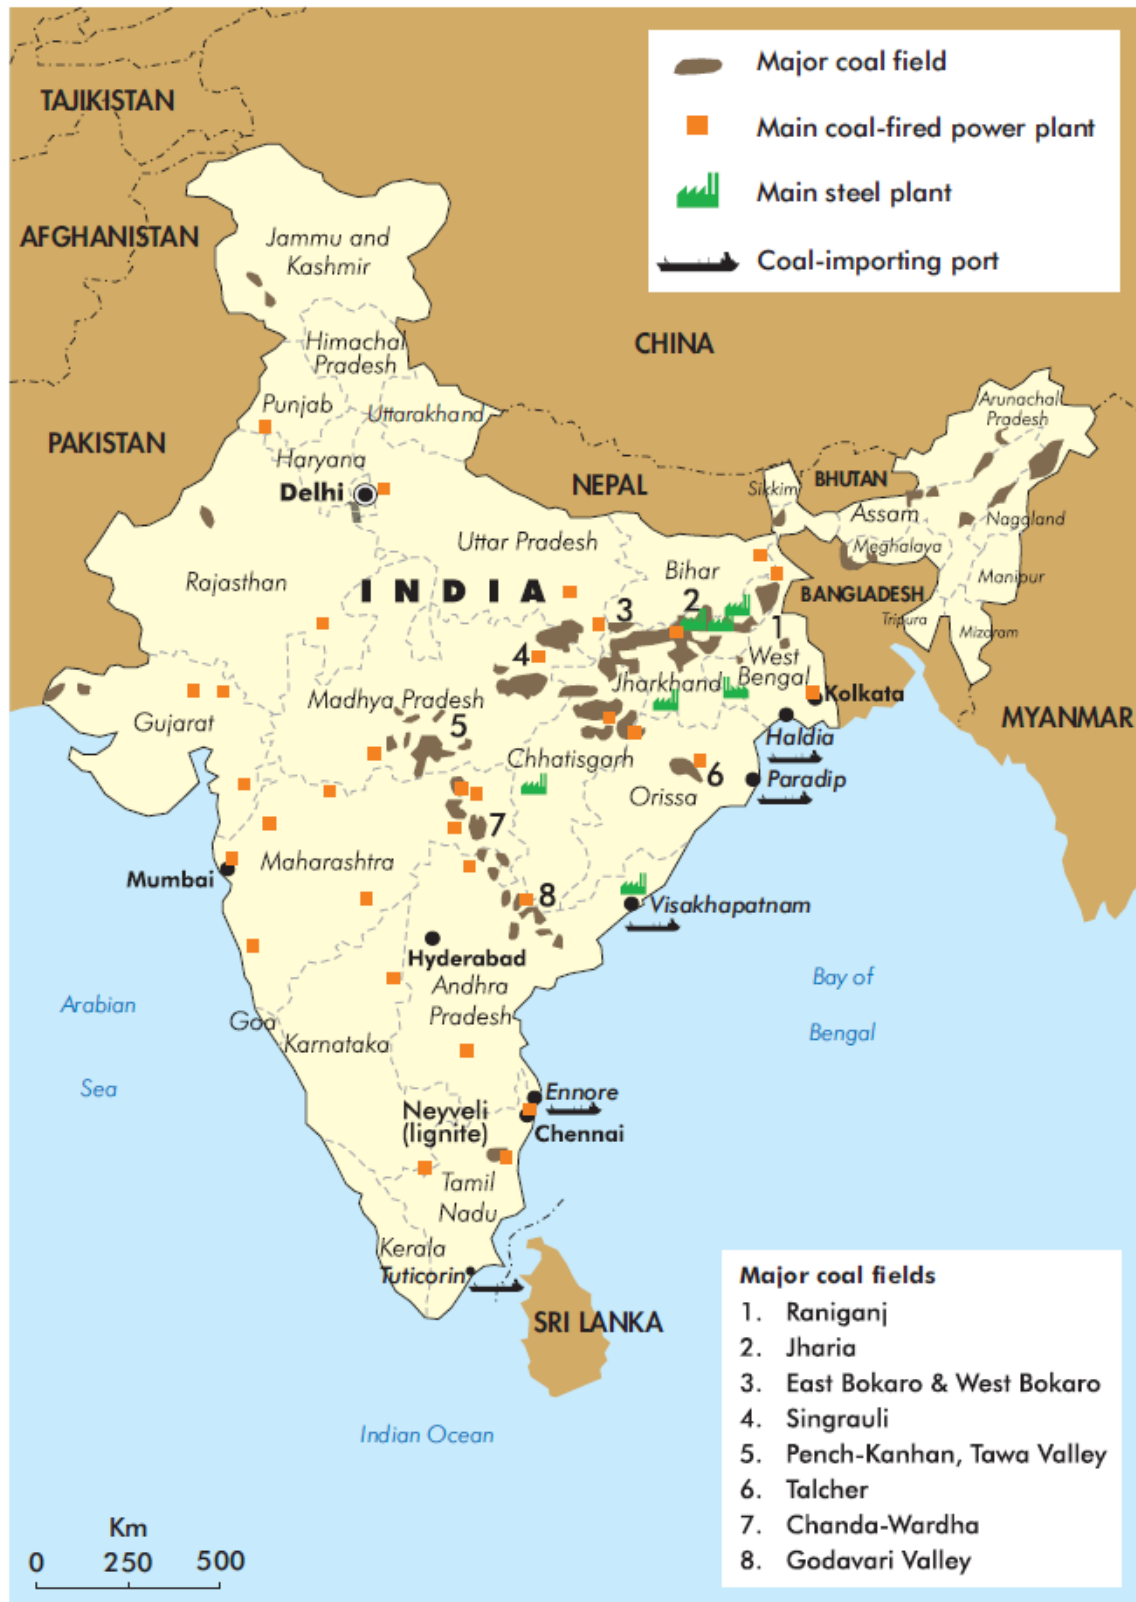 Major coal field
Main coal-fired power plant
Main steel plant
Coal-importing port
TAJIKISTAN
AFGHANISTAN
Jammu and
Kashmir
CHINA
Himachal
Pradesh
Punjab
Uttarakhand
Arunachal
Pradesh
PAKISTAN
Haryana
Delhi
NEPAL
Sikkim
BHUTAN
Assam
Nagaland
Meghalaya
Uttar Pradesh
Bihar
Rajasthan
INDIA
Manipur
BANGLADESH
Tripura
Mizoram
3
2
1
4
West
Bengal
Jharkhand
Kolkata
Madhya Pradesh
Gujarat
5
MYANMAR
Haldia
Chhatisgarh
6
Paradip
Orissa
7
Maharashtra
Mumbai
8
Visakhapatnam
Hyderabad
Andhra
Pradesh
Arabian
Sea
Bay of
Bengal
Goa
Karnataka
Ennore
Neyveli
(lignite)
Chennai
Tamil
Nadu
Kerala
Tuticorin
SRI LANKA
Indian Ocean
Major coal fields
1. Raniganj
2. Jharia
3. East Bokaro & West Bokaro
4. Singrauli
5. Pench-Kanhan, Tawa Valley
6. Talcher
7. Chanda-Wardha
8. Godavari Valley
Km
0 250 500